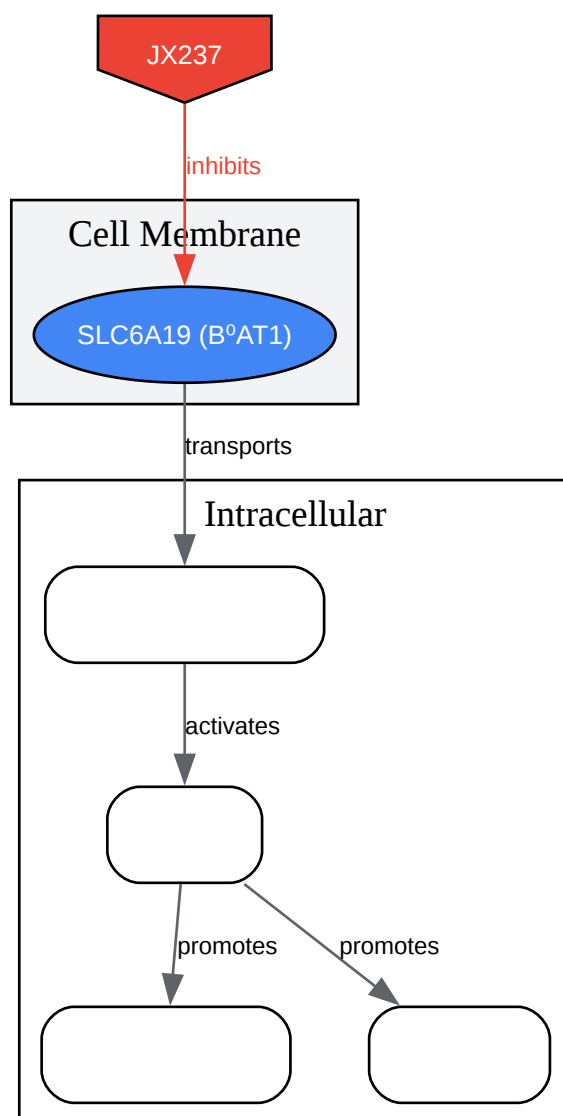 JX237
inhibits
Cell Membrane
SLC6A19 (B⁰AT1)
transports
Intracellular
activates
promotes
promotes